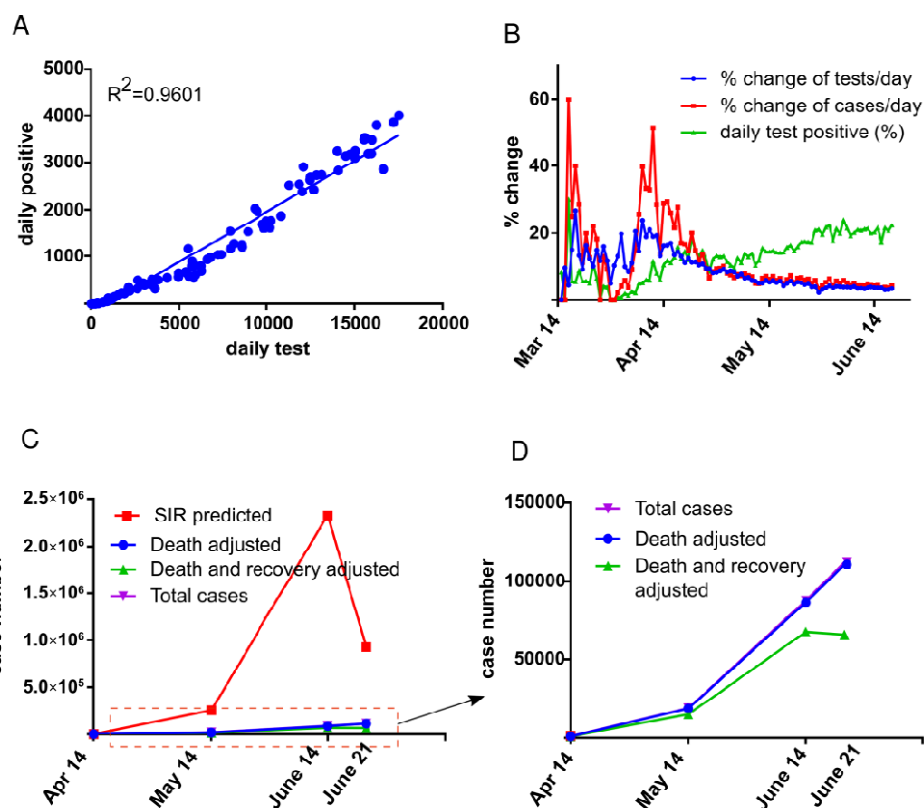 A
R²=0.9601
5000
4000
3000
2000
1000
0
5000
10000
15000
20000
daily positive
daily test
B
% change of tests/day
% change of cases/day
daily test positive (%)
60
40
20
% change
Mar 14
Apr 14
May 14
June 14
C
2.5×10⁶
2.0×10⁶
1.5×10⁶
1.0×10⁶
5.0×10⁵
SIR predicted
Death adjusted
Death and recovery adjusted
Total cases
number
Apr 14
May 14
June 14
June 21
D
150000
100000
50000
case number
Total cases
Death adjusted
Death and recovery
adjusted
Apr 14
May 14
June 14
June 21